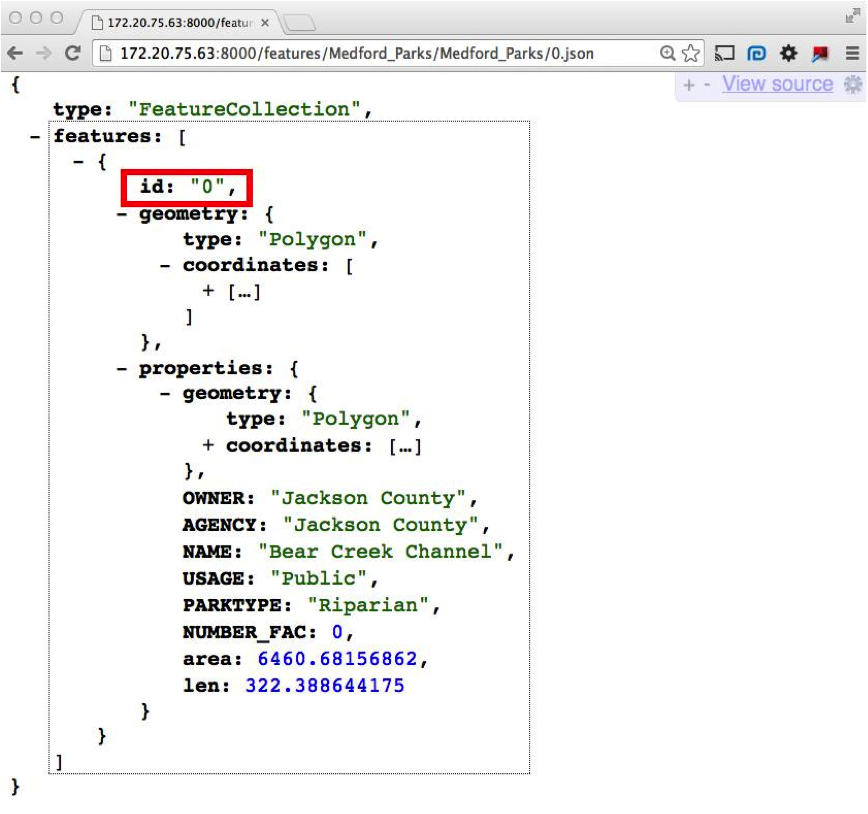 172.20.75.63:8000/featur
172.20.75.63:8000/features/Medford_Parks/Medford_Parks/0.json
+ - View source
{
type: "FeatureCollection",
- features: [
- {
id: "0",
- geometry: {
type: "Polygon",
- coordinates: [
+ […]
]
},
- properties: {
- geometry: {
type: "Polygon",
+ coordinates: […]
},
OWNER: "Jackson County",
AGENCY: "Jackson County",
NAME: "Bear Creek Channel",
USAGE: "Public",
PARKTYPE: "Riparian",
NUMBER_FAC: 0,
area: 6460.68156862,
len: 322.388644175
}
}
]
}